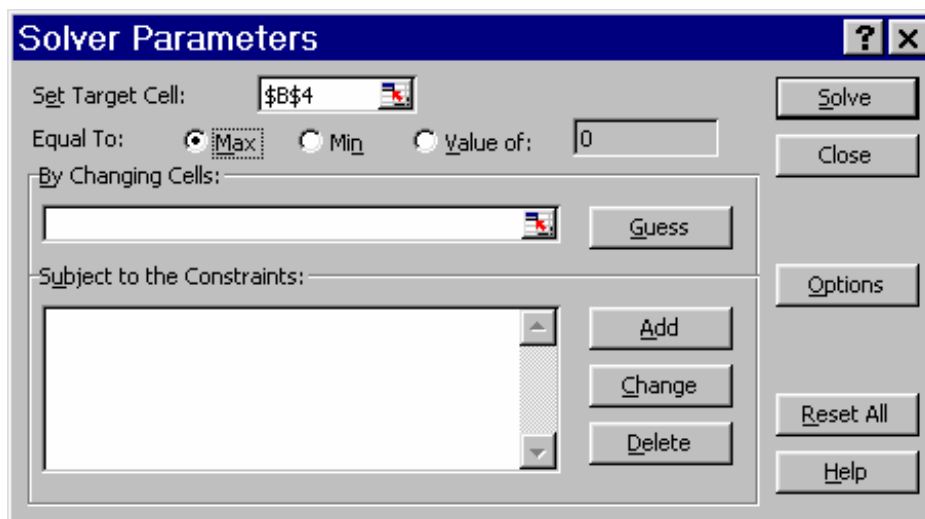 Solver Parameters ? ×
Set Target Cell: $B$4 Solve
Equal To: Max Min Value of: 0 Close
By Changing Cells:
Guess
Subject to the Constraints: Options
Add
Change
Reset All
Delete
Help